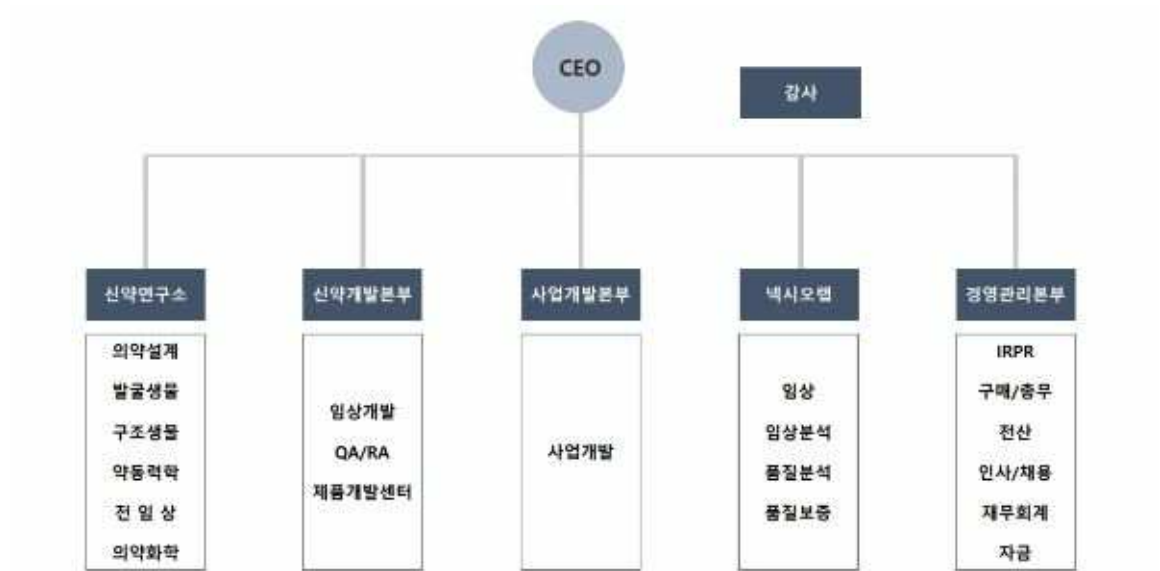 CEO
감사
신약연구소
신약개발본부
사업개발본부
넥시오랩
경영관리본부
의약설계
발굴생물
구조생물
약동력학
전 임 상
의약화학
임상개발
QA/RA
제품개발센터
사업개발
임상
임상분석
품질분석
품질보증
IRPR
구매/총무
전산
인사/채용
재무회계
자금